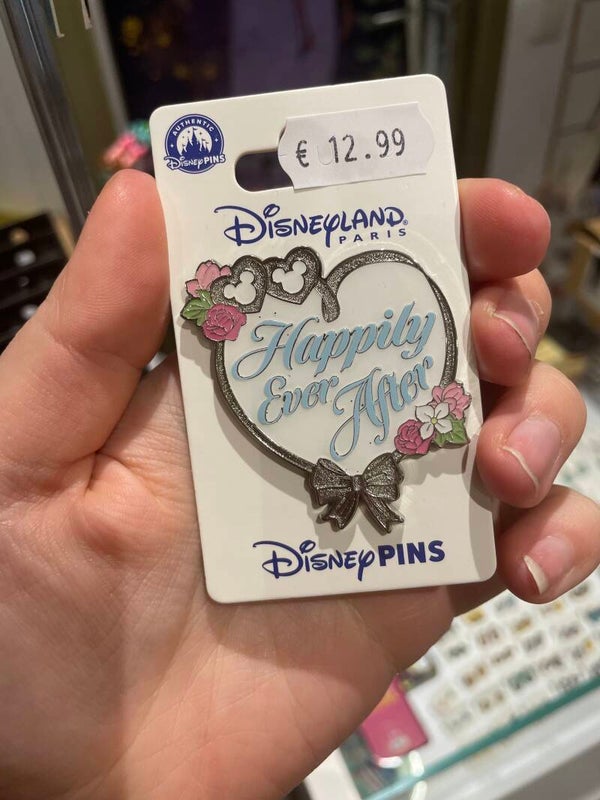 AUTHENTIC
DISNEY PINS
€ 12.99
DISNEYLAND®
PARIS
Happily
Ever After
DISNEY PINS